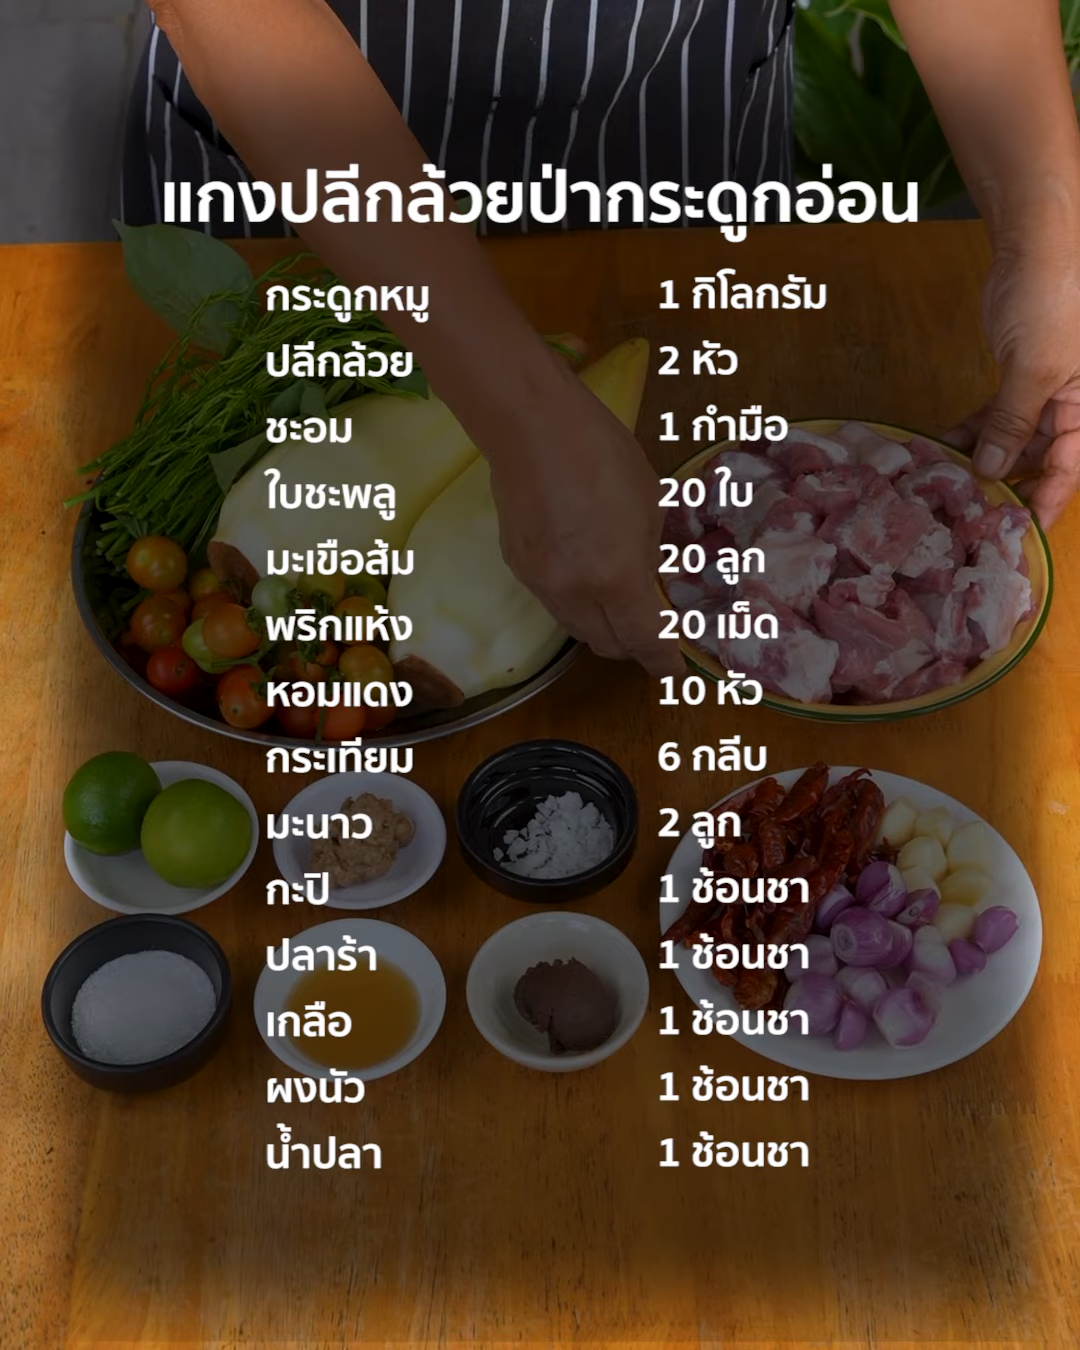 แกงปลีกล้วยป่ากระดูกอ่อน
กระดูกหมู 1 กิโลกรัม
ปลีกล้วย 2 หัว
ชะอม 1 กำมือ
ใบชะพลู 20 ใบ
มะเขือส้ม 20 ลูก
พริกแห้ง 20 เม็ด
หอมแดง 10 หัว
กระเทียม 6 กลีบ
มะนาว 2 ลูก
กะปิ 1 ช้อนชา
ปลาร้า 1 ช้อนชา
เกลือ 1 ช้อนชา
ผงนัว 1 ช้อนชา
น้ำปลา 1 ช้อนชา